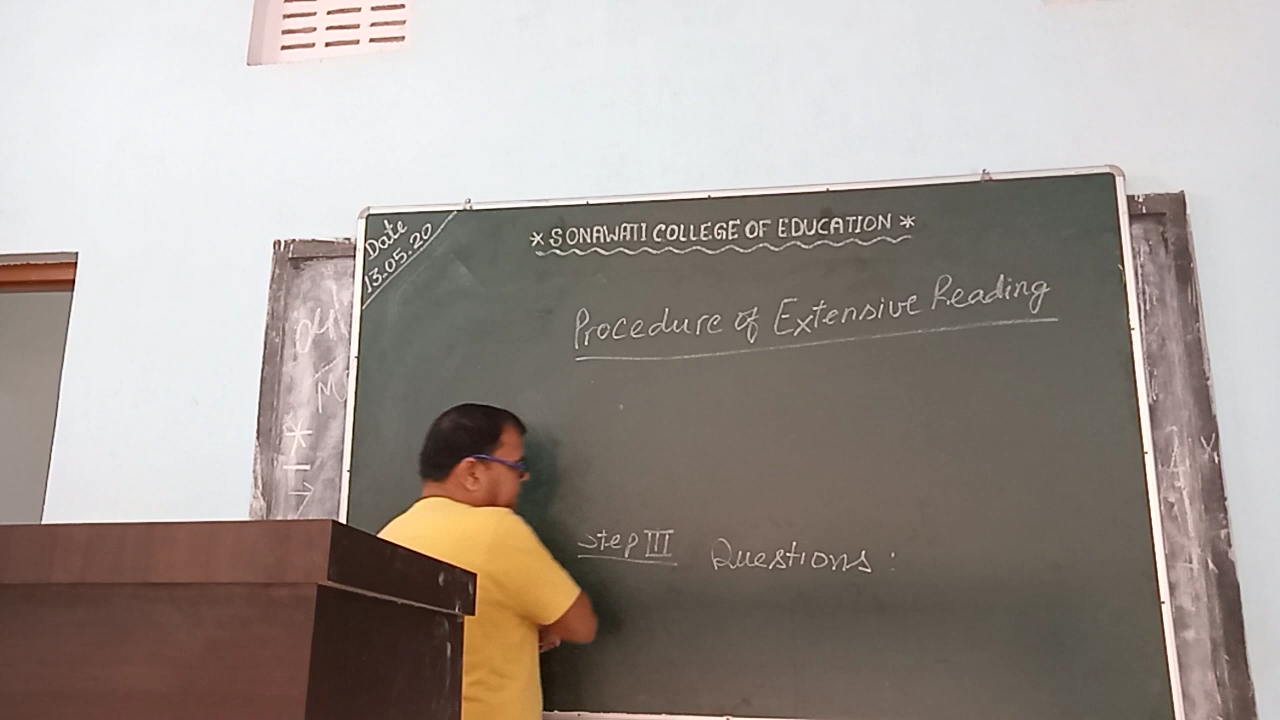 Date
13.05.20
* SONAWATI COLLEGE OF EDUCATION *
Procedure of Extensive Reading
Step III Questions :